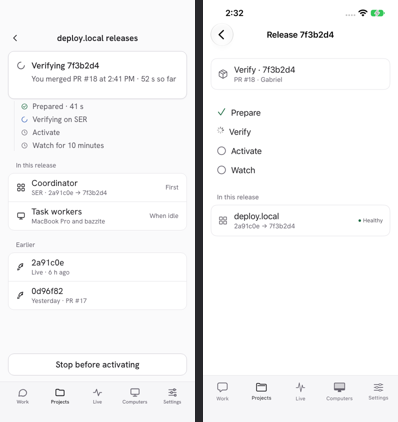 deploy.local releases
Verifying 7f3b2d4
You merged PR #18 at 2:41 PM · 52 s so far
Prepared · 41 s
Verifying on SER
Activate
Watch for 10 minutes
In this release
Coordinator
SER · 2a91c0e → 7f3b2d4
First
Task workers
MacBook Pro and bazzite
When idle
Earlier
2a91c0e
Live · 6 h ago
0d96f82
Yesterday · PR #17
Stop before activating
Work
Projects
Live
Computers
Settings
2:32
Release 7f3b2d4
Verify · 7f3b2d4
PR #18 · Gabriel
Prepare
Verify
Activate
Watch
In this release
deploy.local
2a91c0e → 7f3b2d4
Healthy
Work
Projects
Live
Computers
Settings